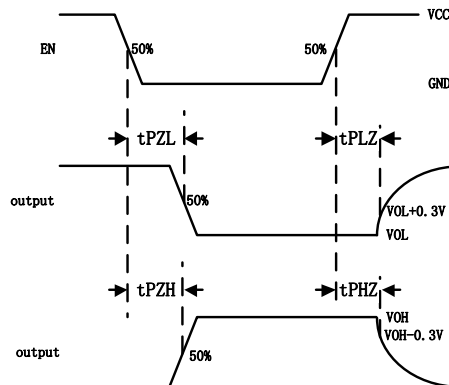 VCC
EN
50%
50%
GND
tPZL
tPLZ
output
50%
VOL+0.3V
VOL
tPZH
tPHZ
VOH
VOH-0.3V
output
50%